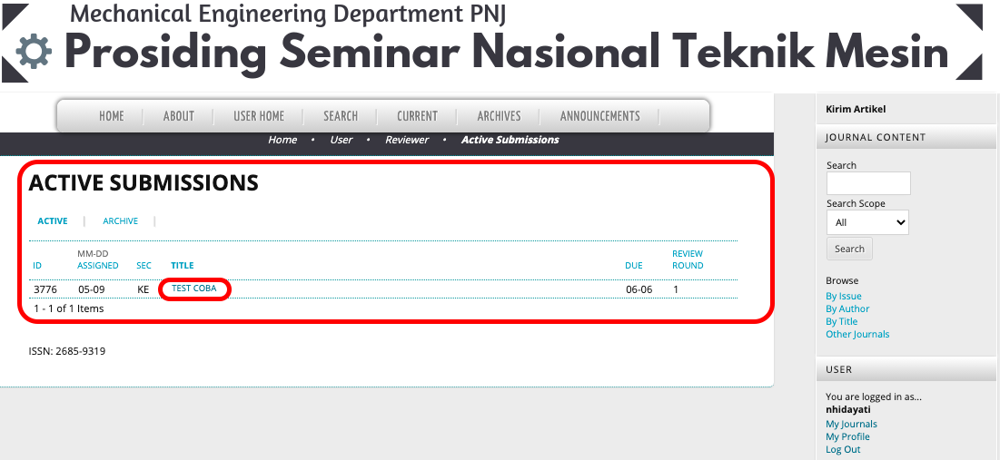 Mechanical Engineering Department PNJ
Prosiding Seminar Nasional Teknik Mesin
HOME ABOUT USER HOME SEARCH CURRENT ARCHIVES ANNOUNCEMENTS
Home • User • Reviewer • Active Submissions
ACTIVE SUBMISSIONS
ACTIVE | ARCHIVE |
ID MM-DD ASSIGNED SEC TITLE DUE REVIEW ROUND
3776 05-09 KE TEST COBA 06-06 1
1 - 1 of 1 Items
ISSN: 2685-9319
Kirim Artikel
JOURNAL CONTENT
Search
Search Scope
All
Search
Browse
By Issue
By Author
By Title
Other Journals
USER
You are logged in as...
nhidayati
My Journals
My Profile
Log Out